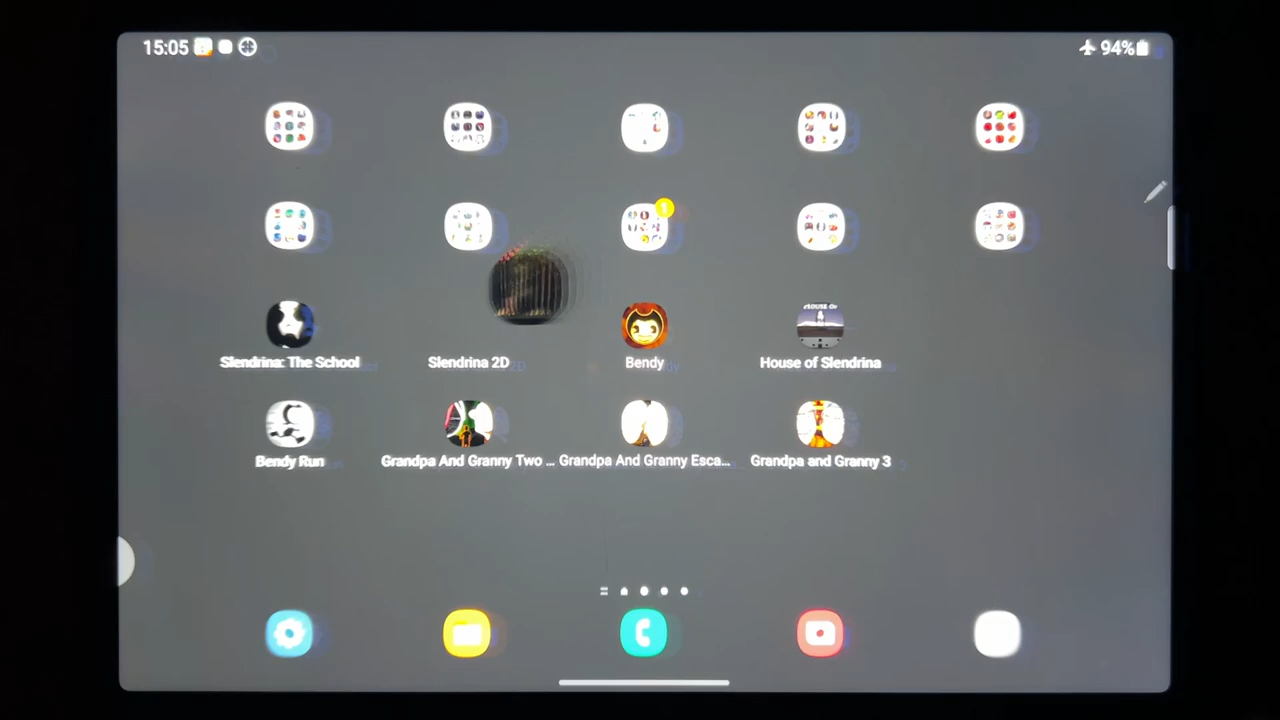 15:05
94%
1
Slendrina: The School
Slendrina 2D
Bendy
House of Slendrina
Bendy Run
Grandpa And Granny Two ...
Grandpa And Granny Esca...
Grandpa and Granny 3